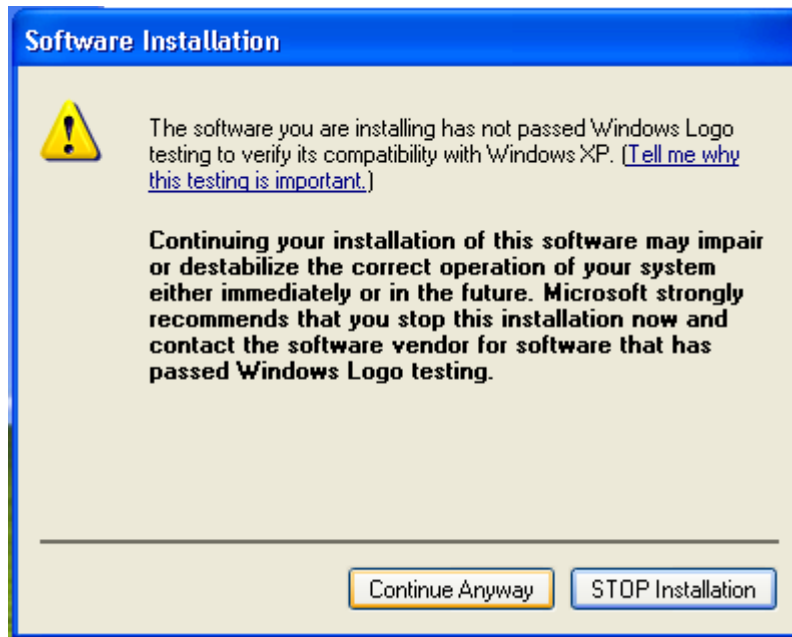 Software Installation
The software you are installing has not passed Windows Logo
testing to verify its compatibility with Windows XP. (Tell me why
this testing is important.)
Continuing your installation of this software may impair
or destabilize the correct operation of your system
either immediately or in the future. Microsoft strongly
recommends that you stop this installation now and
contact the software vendor for software that has
passed Windows Logo testing.
Continue Anyway
STOP Installation